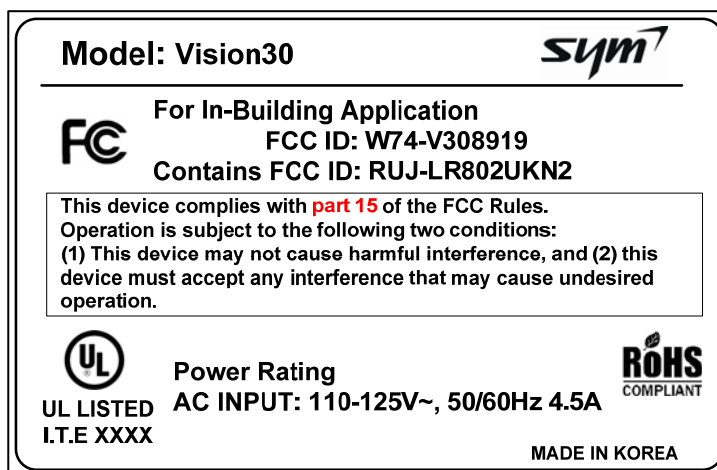 Model: Vision30
sym
FC
For In-Building Application
FCC ID: W74-V308919
Contains FCC ID: RUJ-LR802UKN2
This device complies with part 15 of the FCC Rules.
Operation is subject to the following two conditions:
(1) This device may not cause harmful interference, and (2) this
device must accept any interference that may cause undesired
operation.
UL
®
UL LISTED
I.T.E XXXX
Power Rating
AC INPUT: 110-125V~, 50/60Hz 4.5A
RoHS
COMPLIANT
MADE IN KOREA